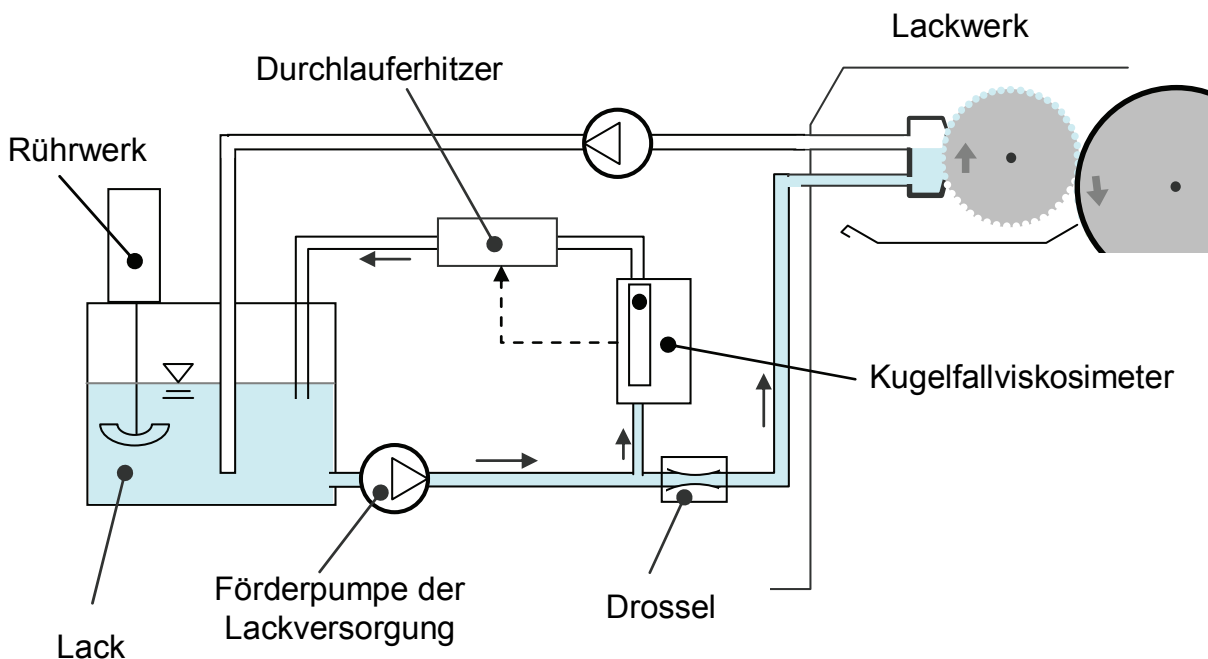 Lackwerk
Durchlauferhitzer
Rührwerk
Kugelfallviskosimeter
Förderpumpe der
Lackversorgung
Drossel
Lack